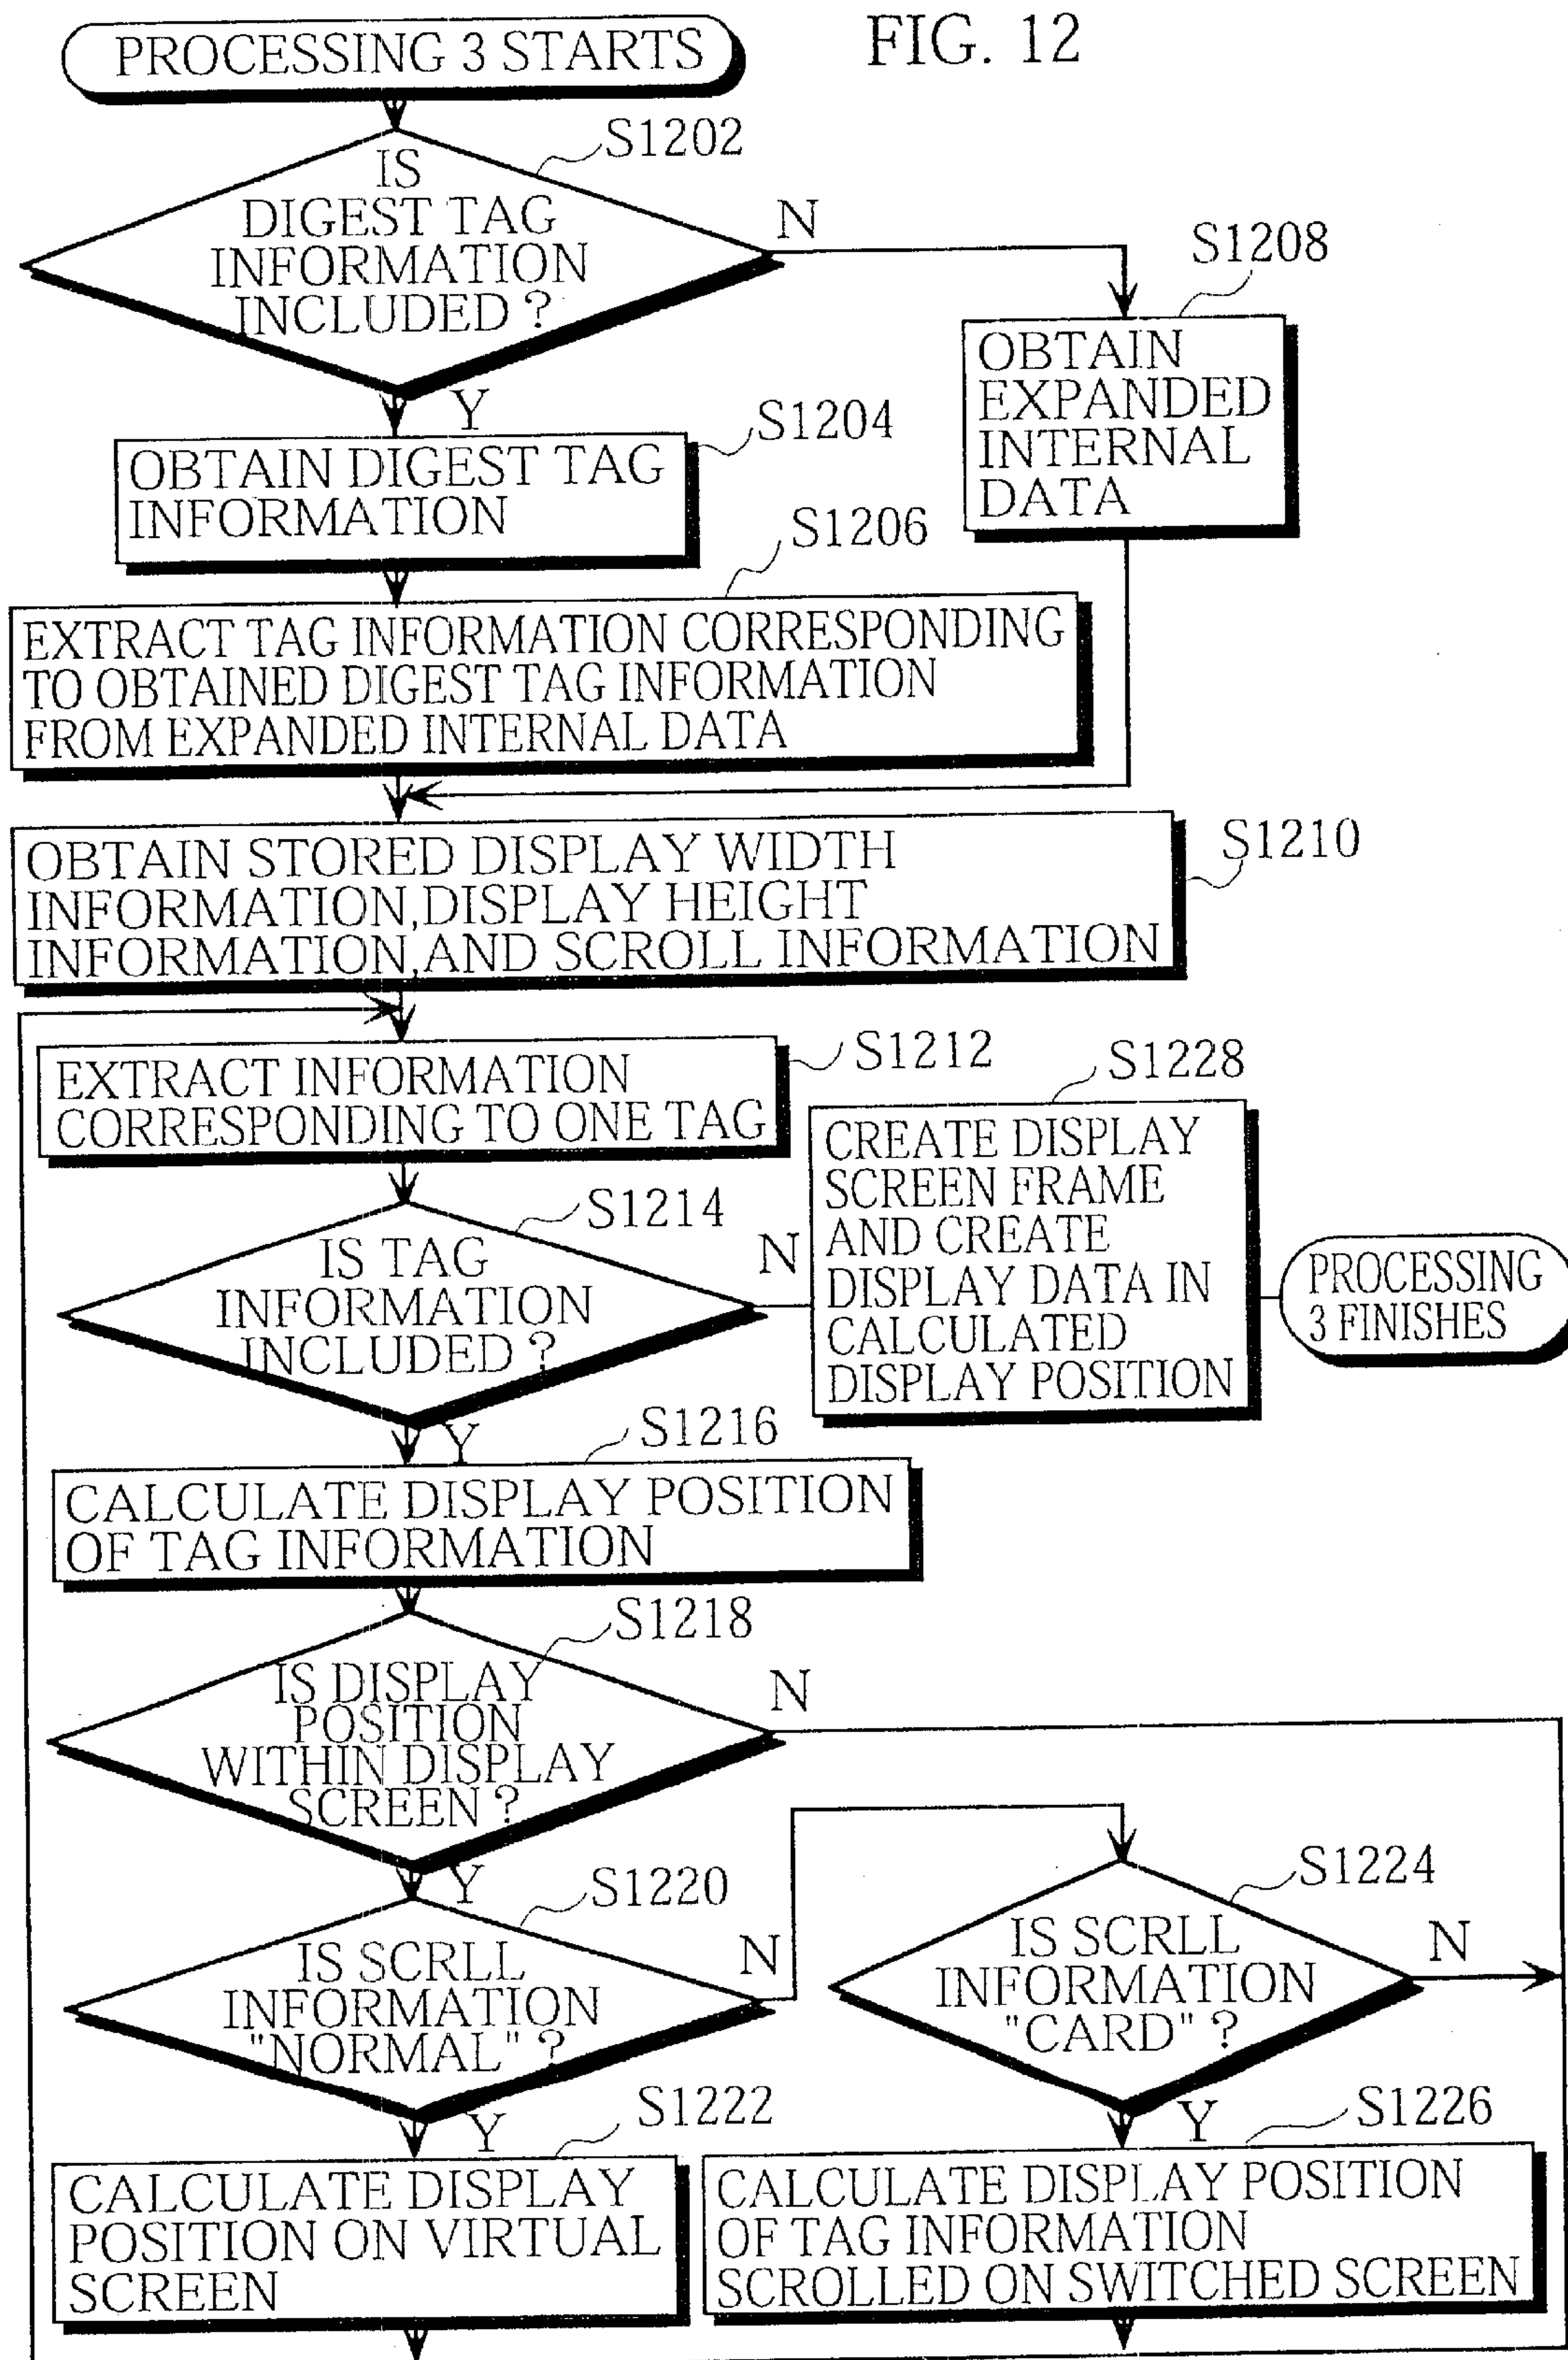 FIG. 12
PROCESSING 3 STARTS
S1202
IS
DIGEST TAG
INFORMATION
INCLUDED ?
N
Y
S1208
OBTAIN
EXPANDED
INTERNAL
DATA
S1204
OBTAIN DIGEST TAG
INFORMATION
S1206
EXTRACT TAG INFORMATION CORRESPONDING
TO OBTAINED DIGEST TAG INFORMATION
FROM EXPANDED INTERNAL DATA
S1210
OBTAIN STORED DISPLAY WIDTH
INFORMATION,DISPLAY HEIGHT
INFORMATION,AND SCROLL INFORMATION
S1212
EXTRACT INFORMATION
CORRESPONDING TO ONE TAG
S1214
IS TAG
INFORMATION
INCLUDED ?
N
Y
S1228
CREATE DISPLAY
SCREEN FRAME
AND CREATE
DISPLAY DATA IN
CALCULATED
DISPLAY POSITION
PROCESSING
3 FINISHES
S1216
CALCULATE DISPLAY POSITION
OF TAG INFORMATION
S1218
IS DISPLAY
POSITION
WITHIN DISPLAY
SCREEN ?
N
Y
S1220
IS SCRLL
INFORMATION
"NORMAL" ?
N
Y
S1224
IS SCRLL
INFORMATION
"CARD" ?
N
Y
S1222
CALCULATE DISPLAY
POSITION ON VIRTUAL
SCREEN
S1226
CALCULATE DISPLAY POSITION
OF TAG INFORMATION
SCROLLED ON SWITCHED SCREEN